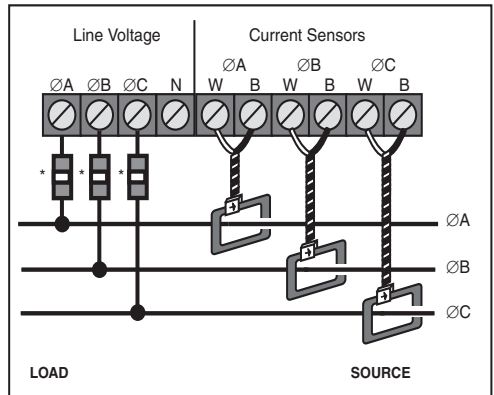 Line Voltage
Current Sensors
ØA ØB ØC
ØA ØB ØC N W B W B W B
* * *
ØA
ØB
ØC
LOAD SOURCE